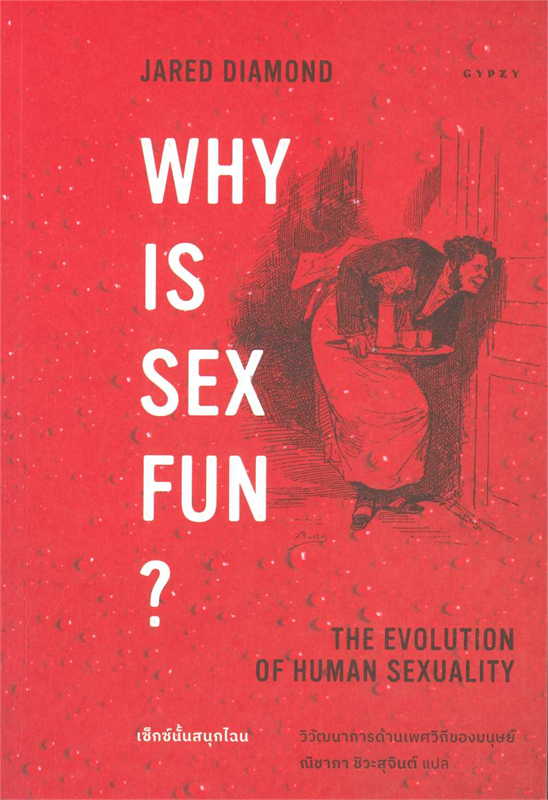 JARED DIAMOND
GYPZY
WHY
IS
SEX
FUN
?
THE EVOLUTION
OF HUMAN SEXUALITY
เซ็กซ์นั้นสนุกไฉน
วิวัฒนาการด้านเพศวิถีของมนุษย์
ณิชาภา ชิวะสุจินต์ แปล